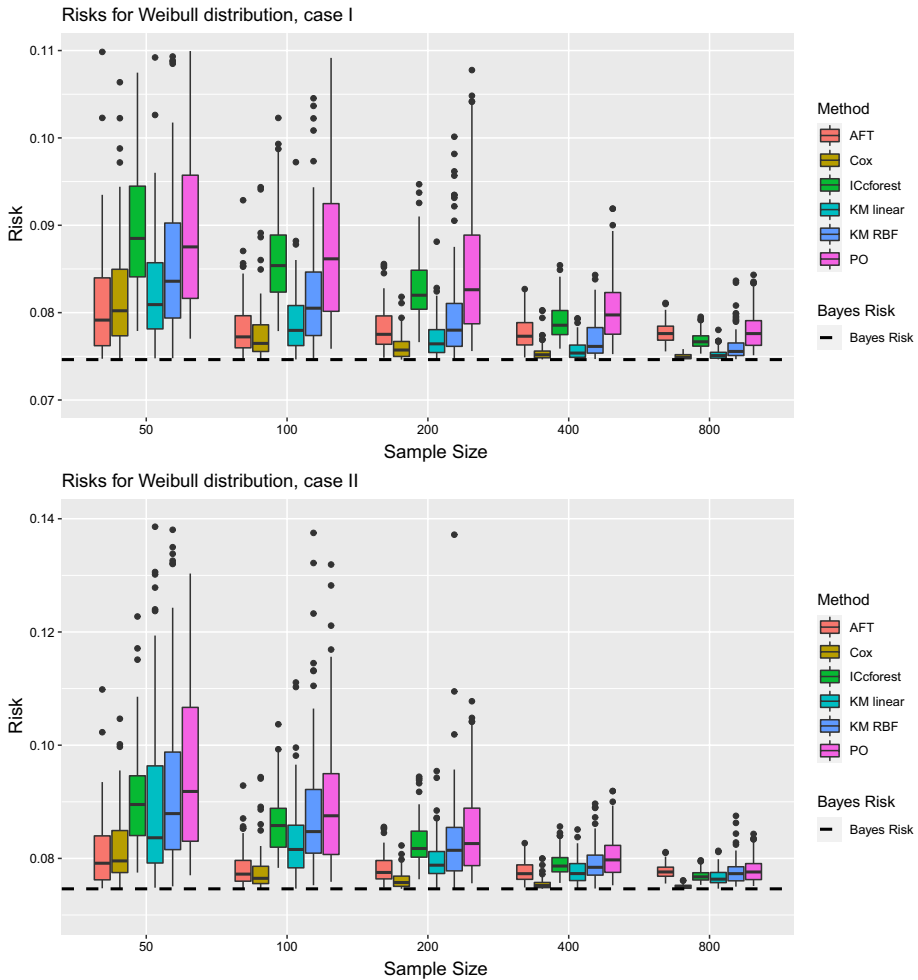 Risks for Weibull distribution, case I
0.11
0.10
0.09
0.08
0.07
Risk
50
100
200
400
800
Sample Size
Method
AFT
Cox
ICcforest
KM linear
KM RBF
PO
Bayes Risk
Bayes Risk
Risks for Weibull distribution, case II
0.14
0.12
0.10
0.08
Risk
50
100
200
400
800
Sample Size
Method
AFT
Cox
ICcforest
KM linear
KM RBF
PO
Bayes Risk
Bayes Risk